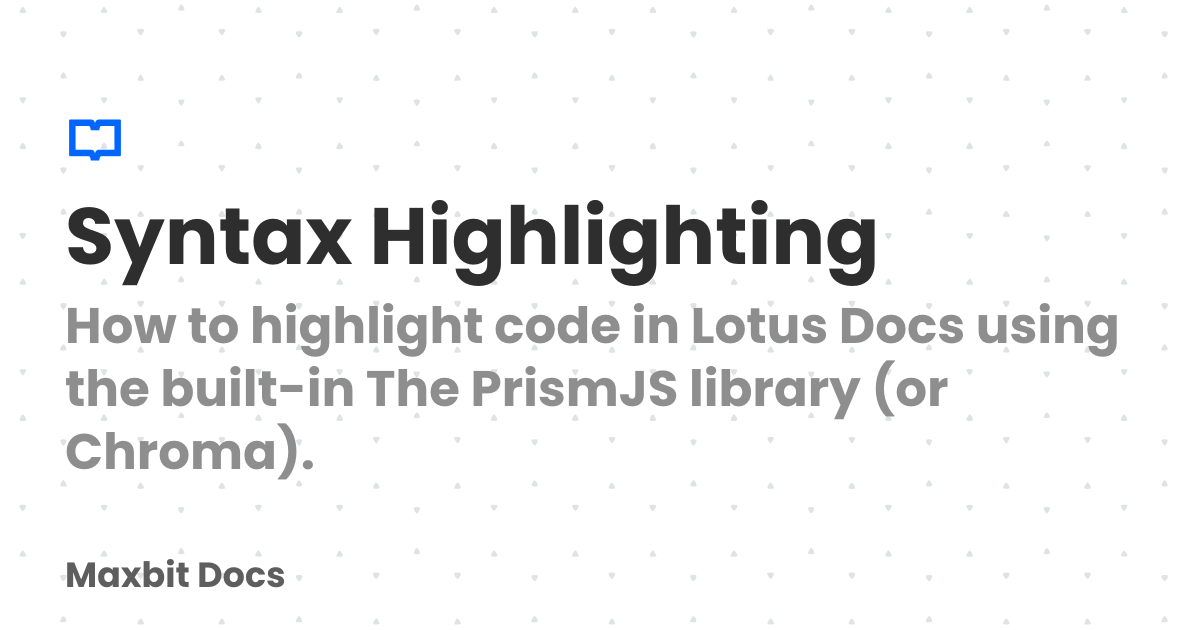 Syntax Highlighting
How to highlight code in Lotus Docs using
the built-in The PrismJS library (or
Chroma).
Maxbit Docs